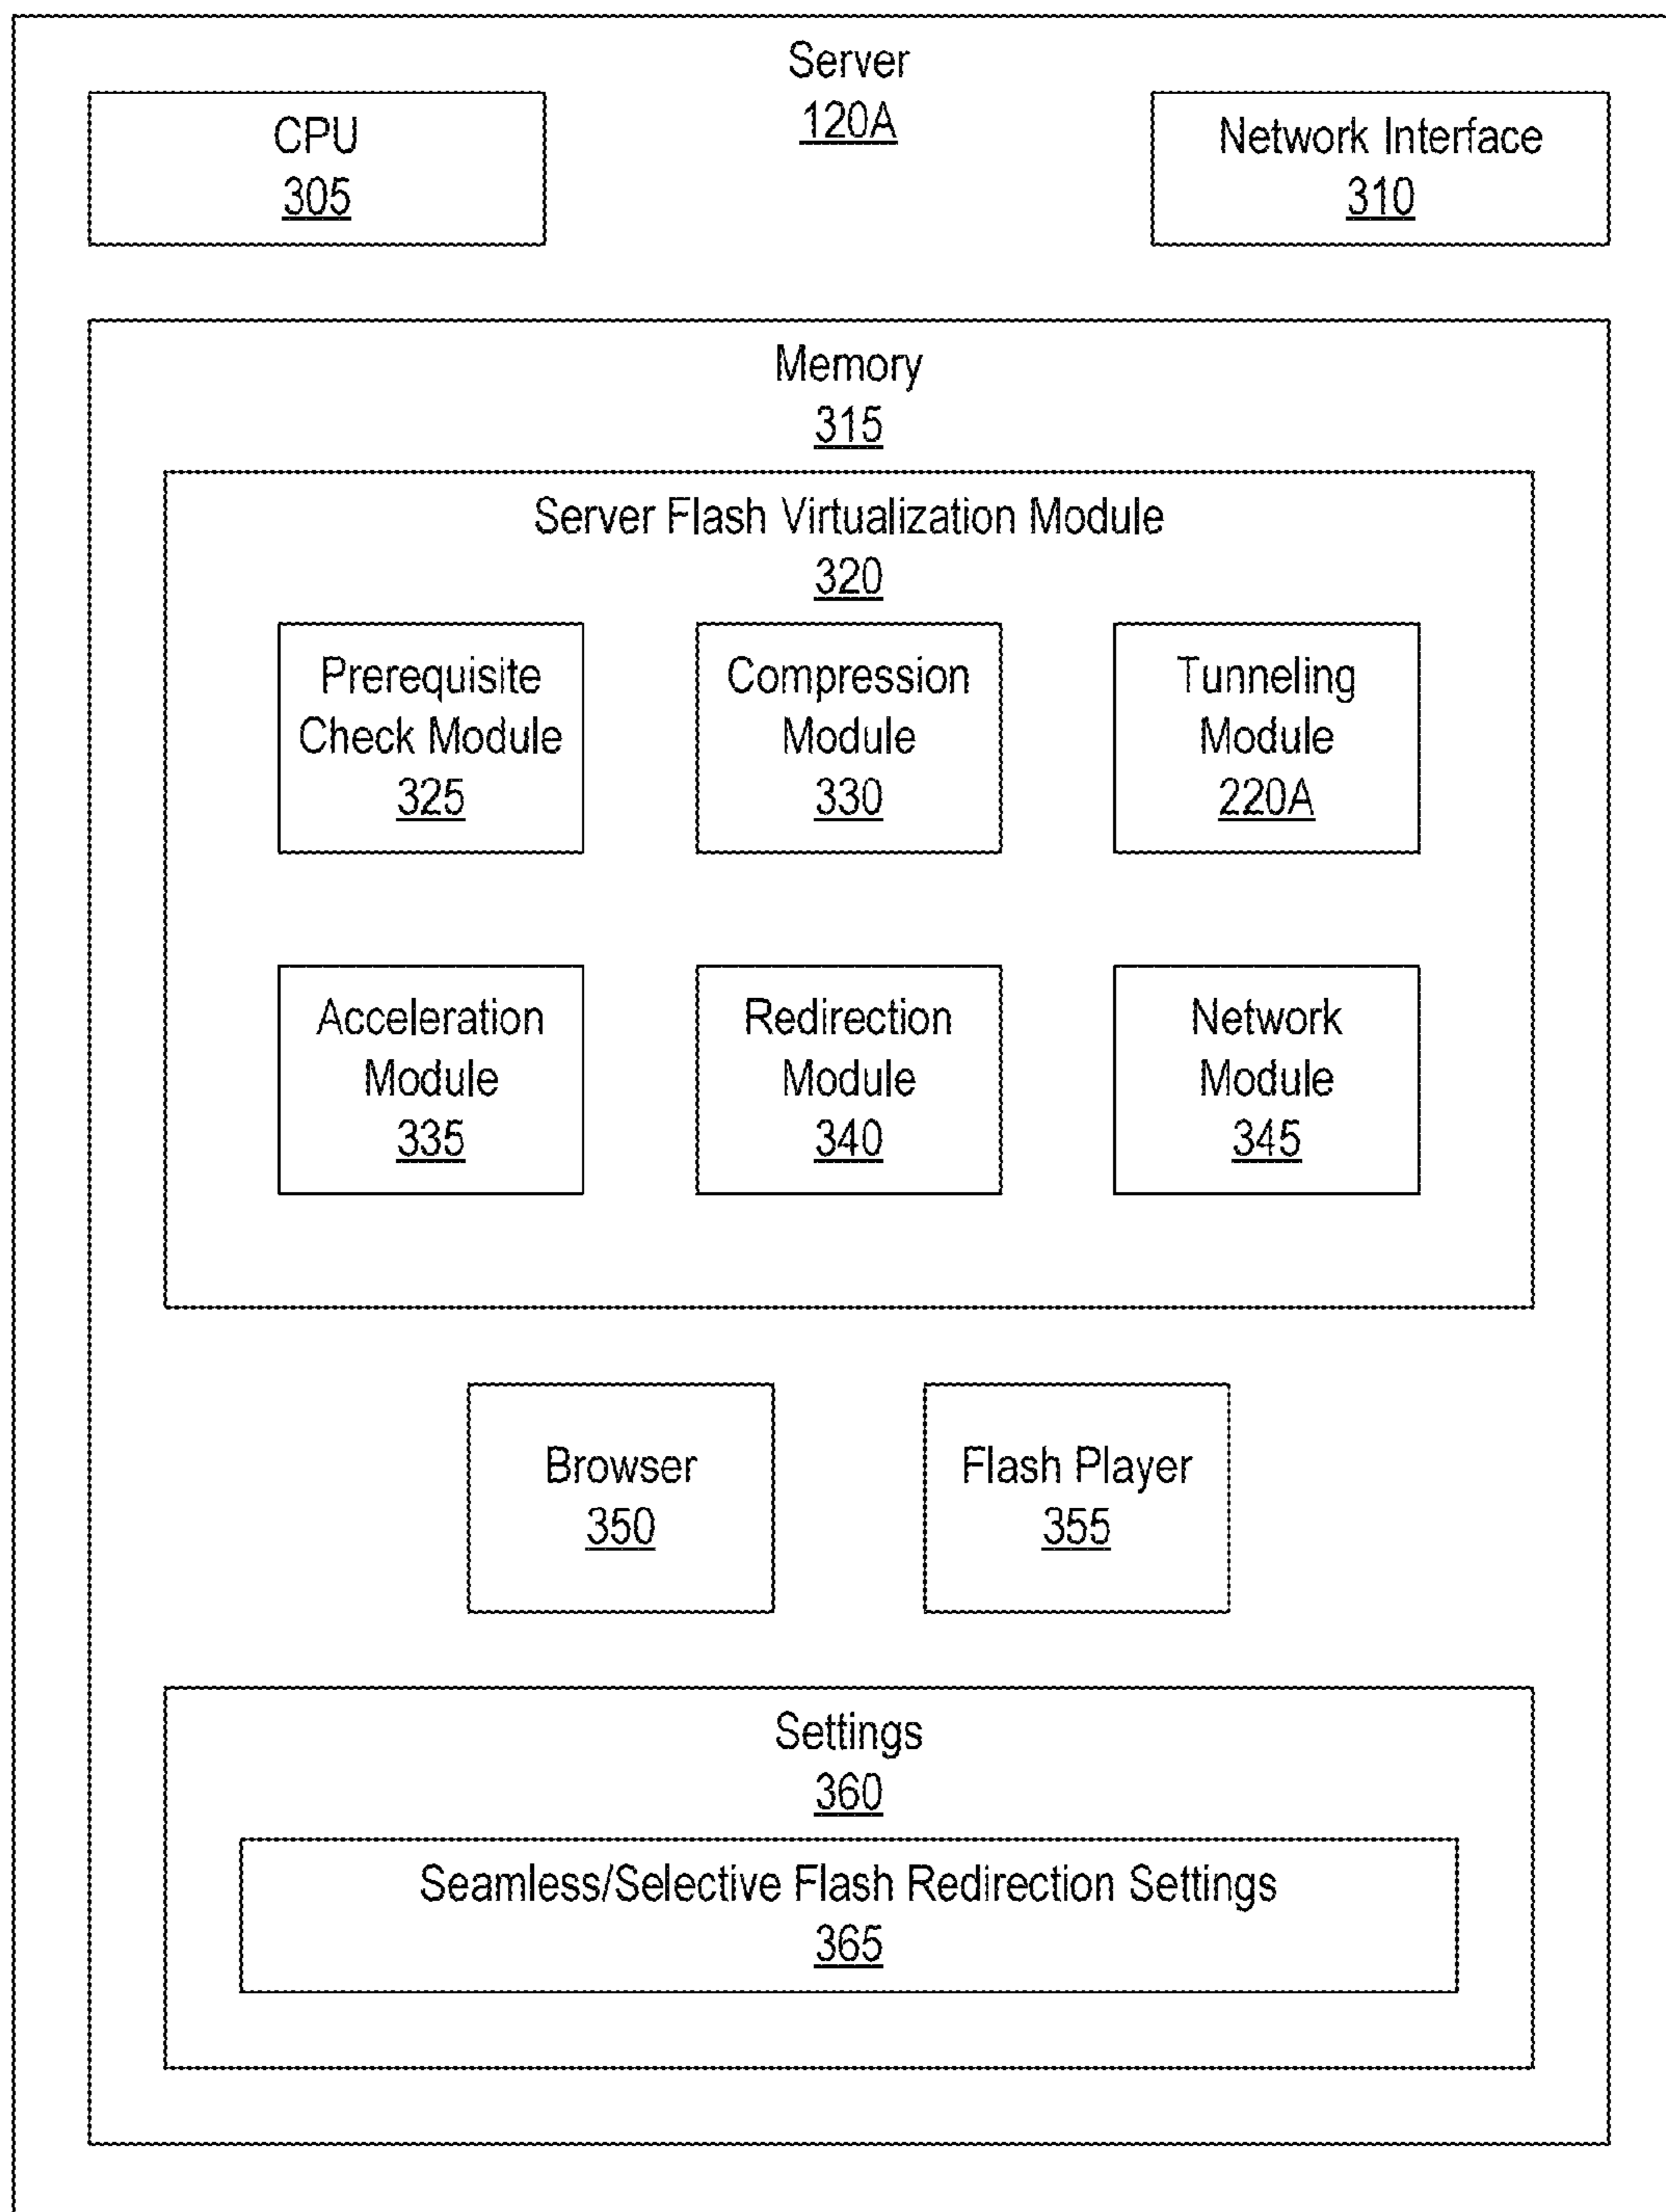 Server
120A
CPU
305
Network Interface
310
Memory
315
Server Flash Virtualization Module
320
Prerequisite
Check Module
325
Compression
Module
330
Tunneling
Module
220A
Acceleration
Module
335
Redirection
Module
340
Network
Module
345
Browser
350
Flash Player
355
Settings
360
Seamless/Selective Flash Redirection Settings
365